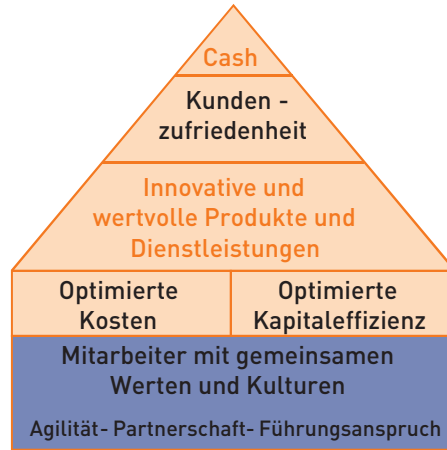 Cash
Kunden -
zufriedenheit
Innovative und
wertvolle Produkte und
Dienstleistungen
Optimierte
Kosten
Optimierte
Kapitaleffizienz
Mitarbeiter mit gemeinsamen
Werten und Kulturen
Agilität- Partnerschaft- Führungsanspruch